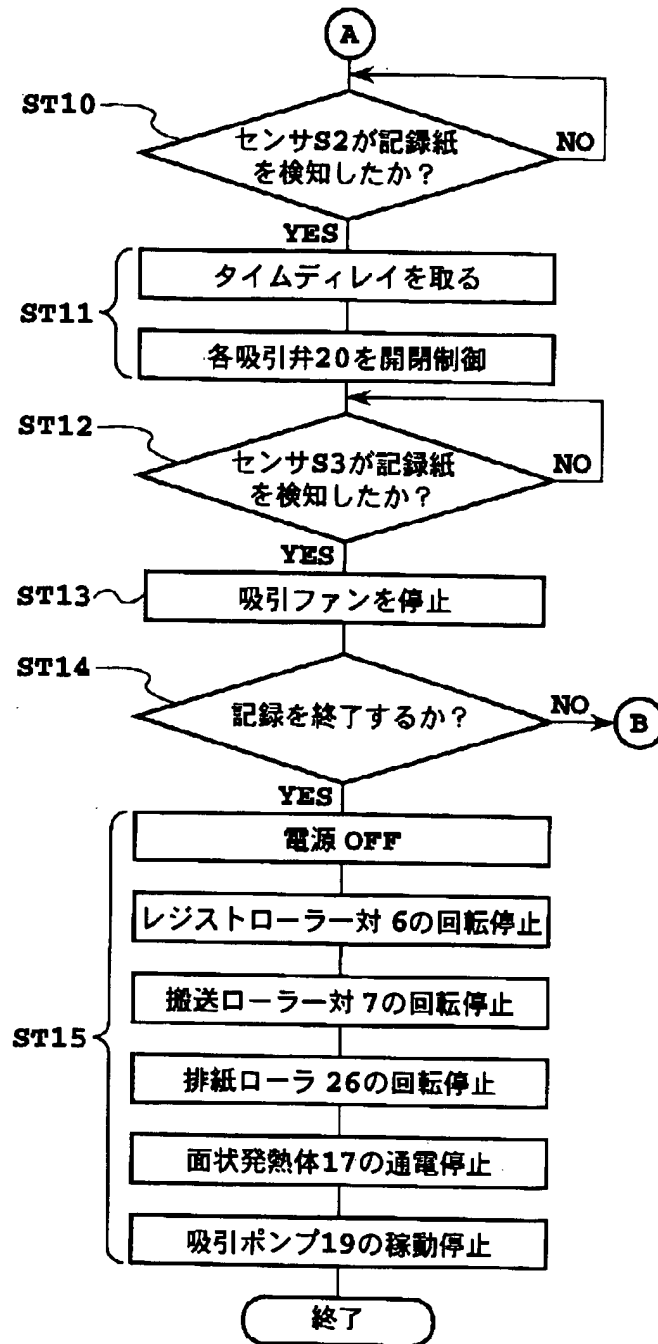 A
ST10
センサS2が記録紙
を検知したか？
NO
YES
ST11
タイムディレイを取る
各吸引弁20を開閉制御
ST12
センサS3が記録紙
を検知したか？
NO
YES
ST13
吸引ファンを停止
ST14
記録を終了するか？
NO
B
YES
ST15
電源 OFF
レジストローラー対 6の回転停止
搬送ローラー対 7の回転停止
排紙ローラ 26の回転停止
面状発熱体17の通電停止
吸引ポンプ19の稼動停止
終了